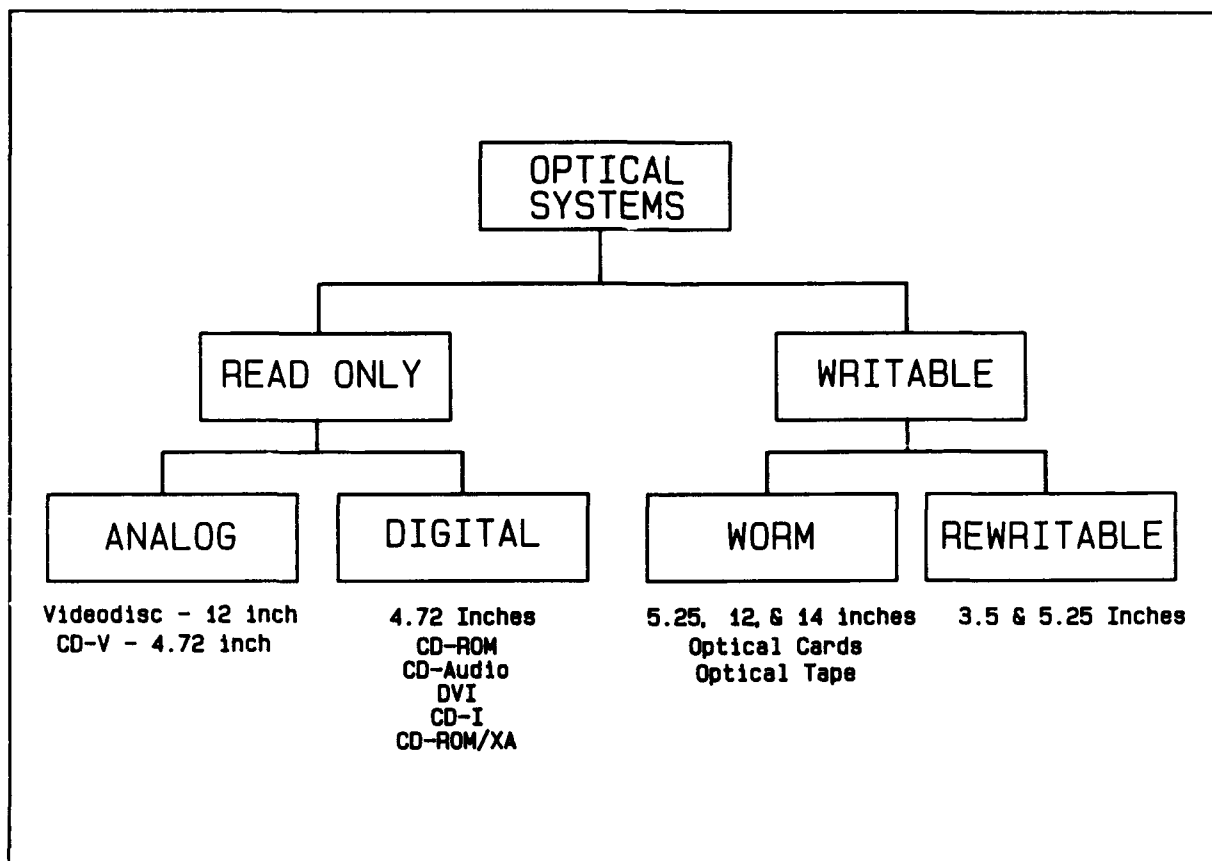 OPTICAL
SYSTEMS
READ ONLY
WRITABLE
ANALOG
DIGITAL
WORM
REWRITABLE
Videodisc - 12 inch
CD-V - 4.72 inch
4.72 Inches
CD-ROM
CD-Audio
DVI
CD-I
CD-ROM/XA
5.25, 12, & 14 inches
Optical Cards
Optical Tape
3.5 & 5.25 Inches